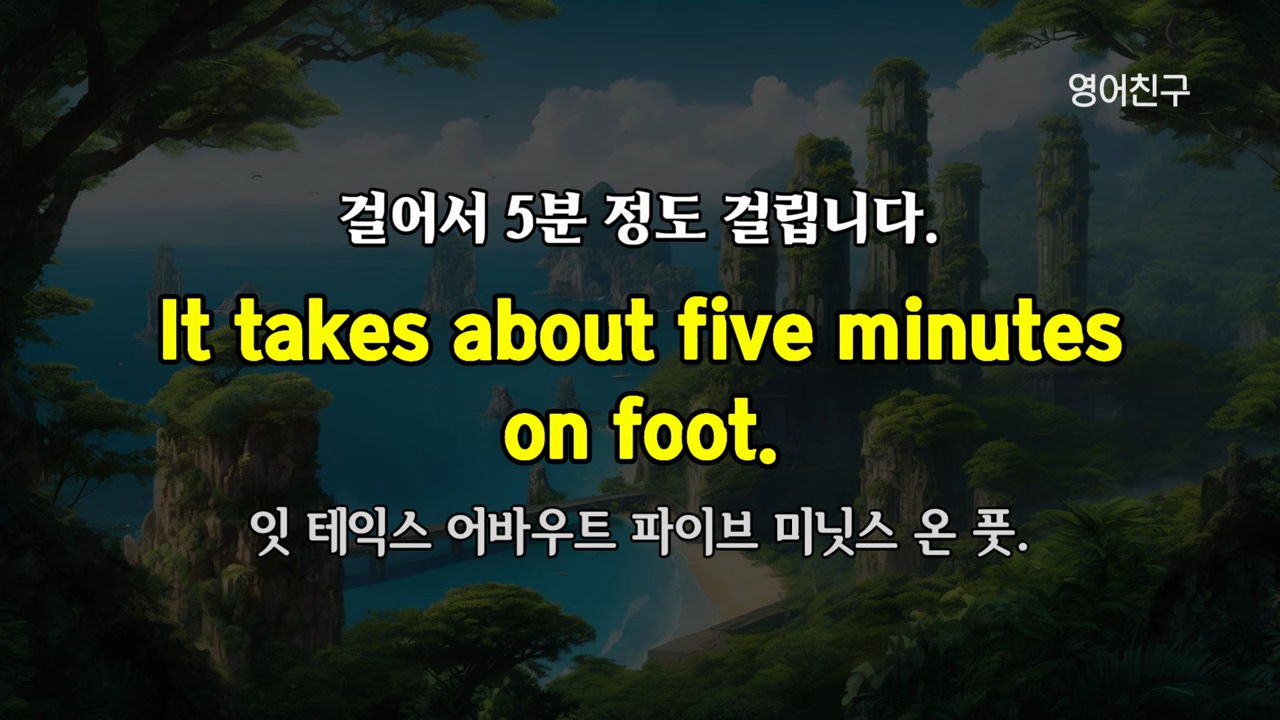 영어친구
걸어서 5분 정도 걸립니다.
It takes about five minutes
on foot.
잇 테익스 어바우트 파이브 미닛스 온 풋.